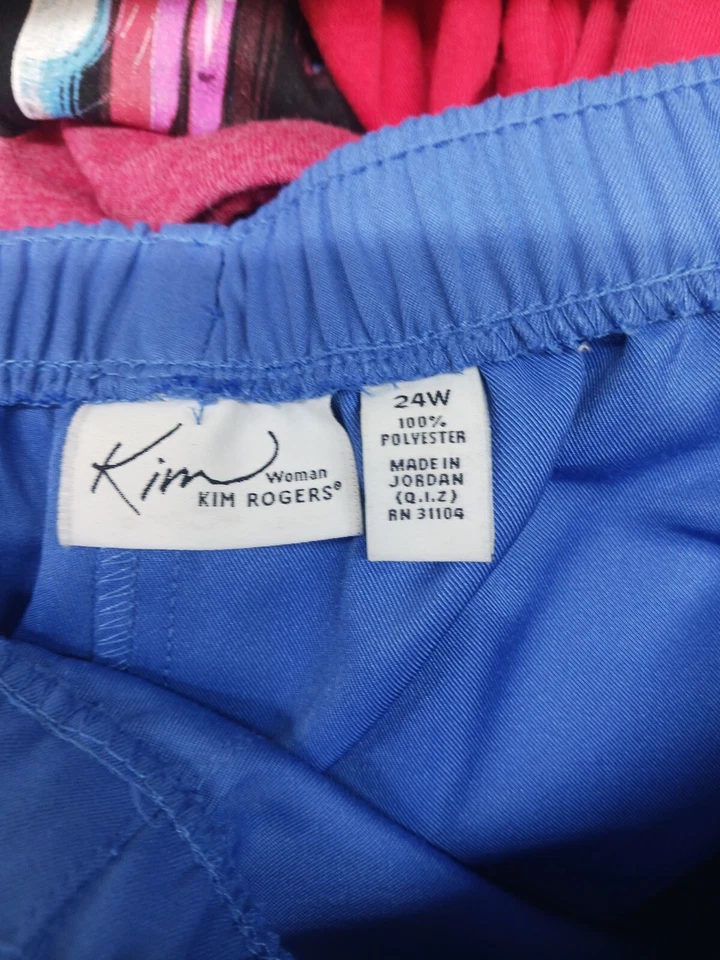 Kim Woman
KIM ROGERS®
24W
100%
POLYESTER
MADE IN
JORDAN
(Q.I.Z)
RN 31104